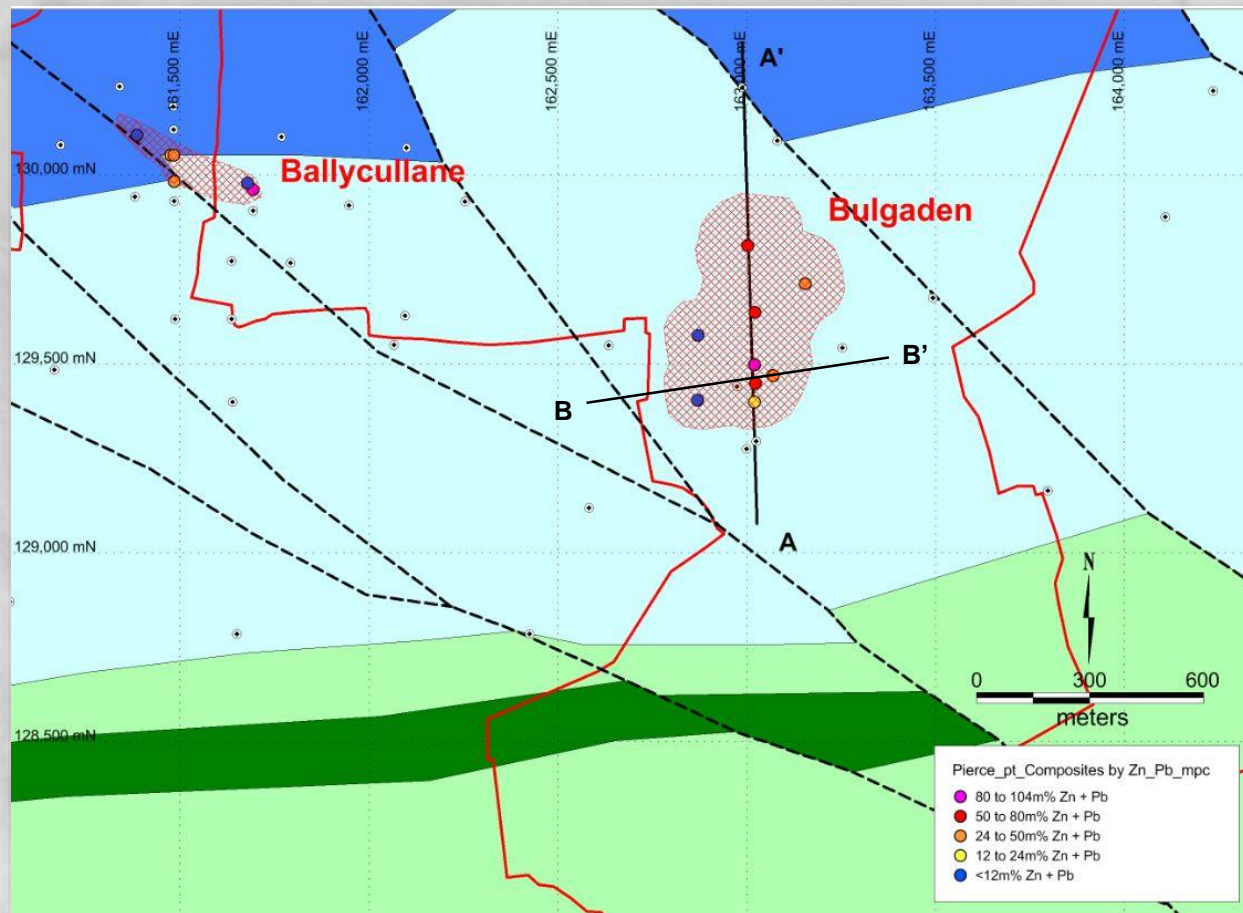 161,500 mE
162,000 mE
162,500 mE
163,000 mE
163,500 mE
164,000 mE
A'
130,000 mN
Ballycullane
Bulgaden
129,500 mN
B'
B
129,000 mN
A
N
0 300 600
meters
128,500 mN
Pierce_pt_Composites by Zn_Pb_mpc
80 to 104m% Zn + Pb
50 to 80m% Zn + Pb
24 to 50m% Zn + Pb
12 to 24m% Zn + Pb
<12m% Zn + Pb